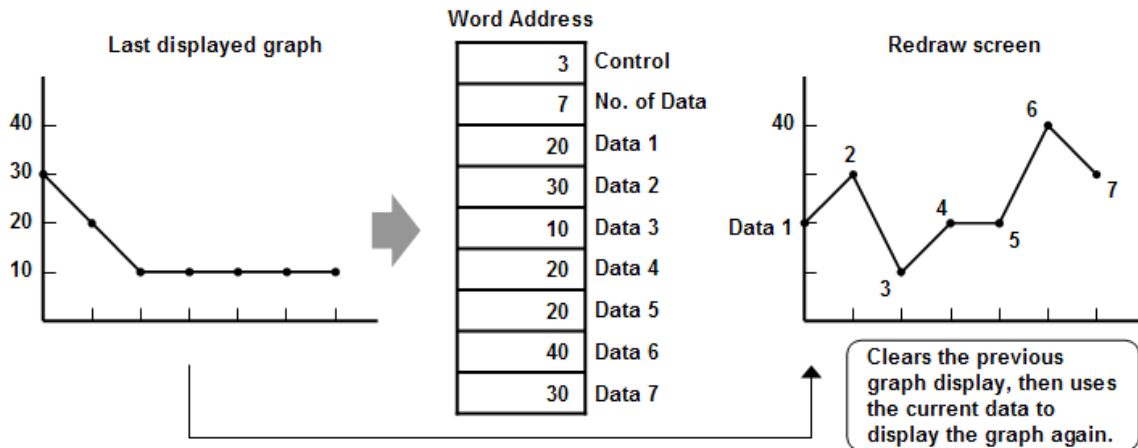 Last displayed graph
40
30
20
10
Word Address
3 Control
7 No. of Data
20 Data 1
30 Data 2
10 Data 3
20 Data 4
20 Data 5
40 Data 6
30 Data 7
Redraw screen
40
Data 1
2
3
4
5
6
7
Clears the previous
graph display, then uses
the current data to
display the graph again.